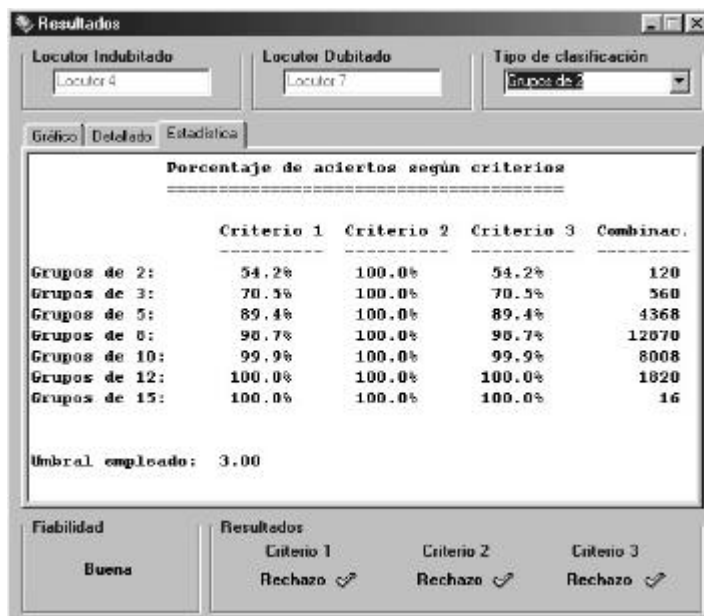 Resultados
Locutor Indubitado Locutor Dubitado Tipo de clasificación
Locutor 4 Locutor 7 Grupos de 2
Gráfico Detallado Estadística
Porcentaje de aciertos según criterios
======================================
Criterio 1 Criterio 2 Criterio 3 Combinac.
---------- ---------- ---------- ---------
Grupos de 2: 54.2% 100.0% 54.2% 120
Grupos de 3: 70.5% 100.0% 70.5% 560
Grupos de 5: 89.4% 100.0% 89.4% 4368
Grupos de 8: 98.7% 100.0% 98.7% 12870
Grupos de 10: 99.9% 100.0% 99.9% 8008
Grupos de 12: 100.0% 100.0% 100.0% 1820
Grupos de 15: 100.0% 100.0% 100.0% 16
Umbral empleado: 3.00
Fiabilidad Resultados
Criterio 1 Criterio 2 Criterio 3
Buena Rechazo Rechazo Rechazo